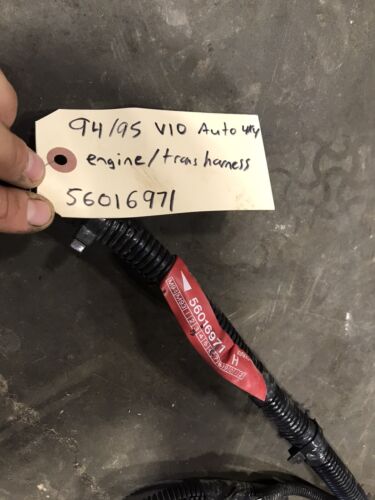 94/95 V10 Auto 4x4
engine/trans harness
56016971
56016971 H